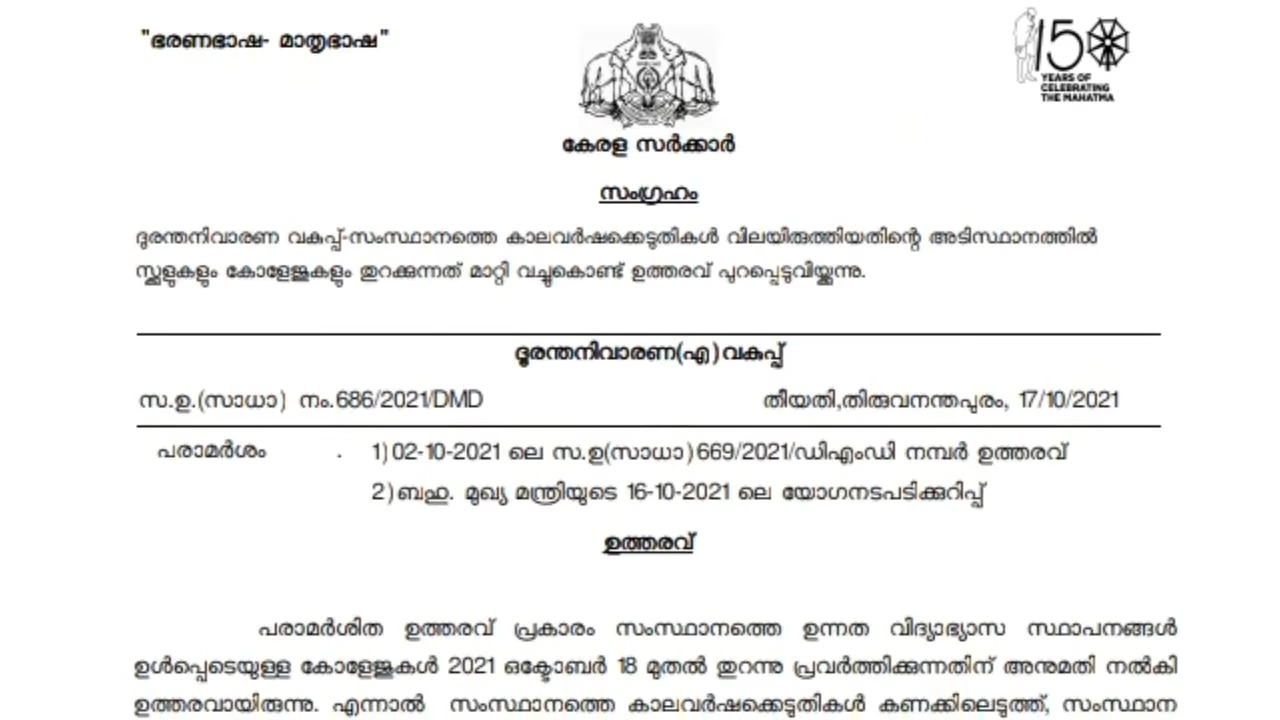 "ഭരണഭാഷ- മാതൃഭാഷ"
150
YEARS OF
CELEBRATING
THE MAHATMA
കേരള സർക്കാർ
സംഗ്രഹം
ദുരന്തനിവാരണ വകുപ്പ്-സംസ്ഥാനത്തെ കാലവർഷക്കെടുതികൾ വിലയിരുത്തിയതിന്റെ അടിസ്ഥാനത്തിൽ
സ്കൂളുകളും കോളേജുകളും തുറക്കുന്നത് മാറ്റി വച്ചുകൊണ്ട് ഉത്തരവ് പുറപ്പെടുവിയ്ക്കുന്നു.
ദൂരന്തനിവാരണ(എ)വകുപ്പ്
സ.ഉ.(സാധാ) നം.686/2021/DMD തീയതി,തിരുവനന്തപുരം, 17/10/2021
പരാമർശം . 1)02-10-2021 ലെ സ.ഉ(സാധാ)669/2021/ഡിഎംഡി നമ്പർ ഉത്തരവ്
2)ബഹു. മുഖ്യ മന്ത്രിയുടെ 16-10-2021 ലെ യോഗനടപടിക്കുറിപ്പ്
ഉത്തരവ്
പരാമർശിത ഉത്തരവ് പ്രകാരം സംസ്ഥാനത്തെ ഉന്നത വിദ്യാഭ്യാസ സ്ഥാപനങ്ങൾ
ഉൾപ്പെടെയുള്ള കോളേജുകൾ 2021 ഒക്ടോബർ 18 മുതൽ തുറന്നു പ്രവർത്തിക്കുന്നതിന് അനുമതി നൽകി
ഉത്തരവായിരുന്നു. എന്നാൽ സംസ്ഥാനത്തെ കാലവർഷക്കെടുതികൾ കണക്കിലെടുത്ത്, സംസ്ഥാന